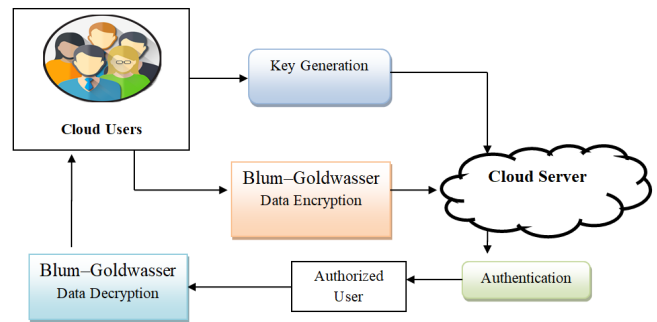 Key Generation
Cloud Users
Blum–Goldwasser
Data Encryption
Cloud Server
Blum–Goldwasser
Data Decryption
Authorized
User
Authentication